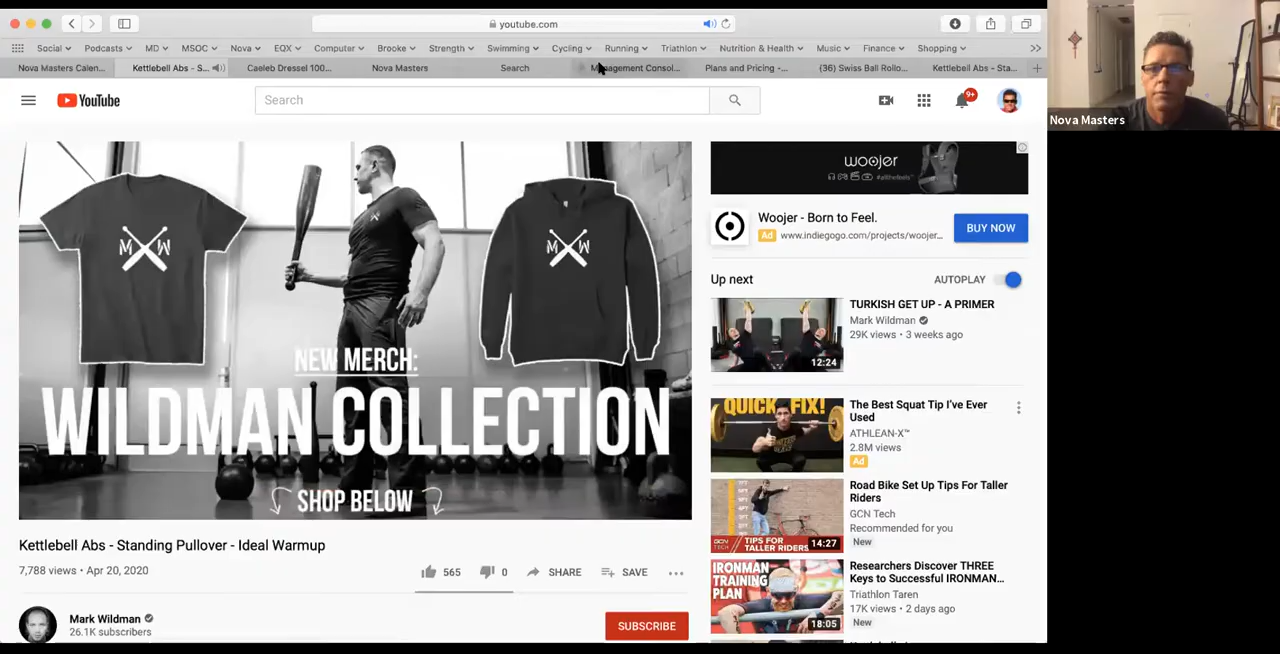 youtube.com
Social Podcasts MD MSOC Nova EQX Computer Brooke Strength Swimming Cycling Running Triathlon Nutrition & Health Music Finance Shopping
Nova Masters Calen... Kettlebell Abs - S... Caeleb Dressel 100... Nova Masters Search Management Consol... Plans and Pricing -... (36) Swiss Ball Rollo... Kettlebell Abs - Sta...
YouTube
Search
9+
Nova Masters
M W
M W
NEW MERCH:
WILDMAN COLLECTION
SHOP BELOW
Kettlebell Abs - Standing Pullover - Ideal Warmup
7,788 views • Apr 20, 2020
565 0 SHARE SAVE
Mark Wildman
26.1K subscribers
SUBSCRIBE
woojer
Woojer - Born to Feel.
Ad www.indiegogo.com/projects/woojer...
BUY NOW
Up next
AUTOPLAY
12:24
TURKISH GET UP - A PRIMER
Mark Wildman
29K views • 3 weeks ago
QUICK FIX!
The Best Squat Tip I've Ever
Used
ATHLEAN-X™
2.8M views
Ad
TIPS FOR
TALLER RIDERS
14:27
Road Bike Set Up Tips For Taller
Riders
GCN Tech
Recommended for you
New
IRONMAN
TRAINING
PLAN
18:05
Researchers Discover THREE
Keys to Successful IRONMAN...
Triathlon Taren
17K views • 2 days ago
New